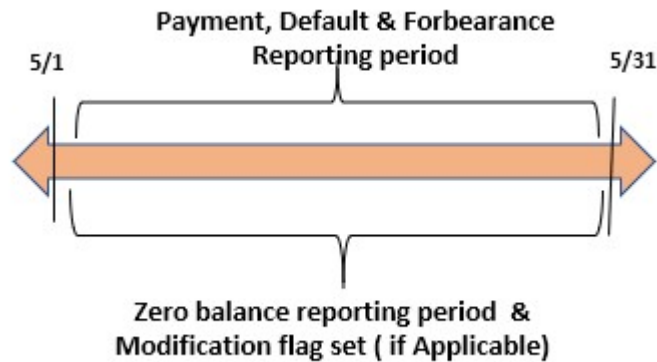 Payment, Default & Forbearance
Reporting period
5/1
5/31
Zero balance reporting period &
Modification flag set ( if Applicable)